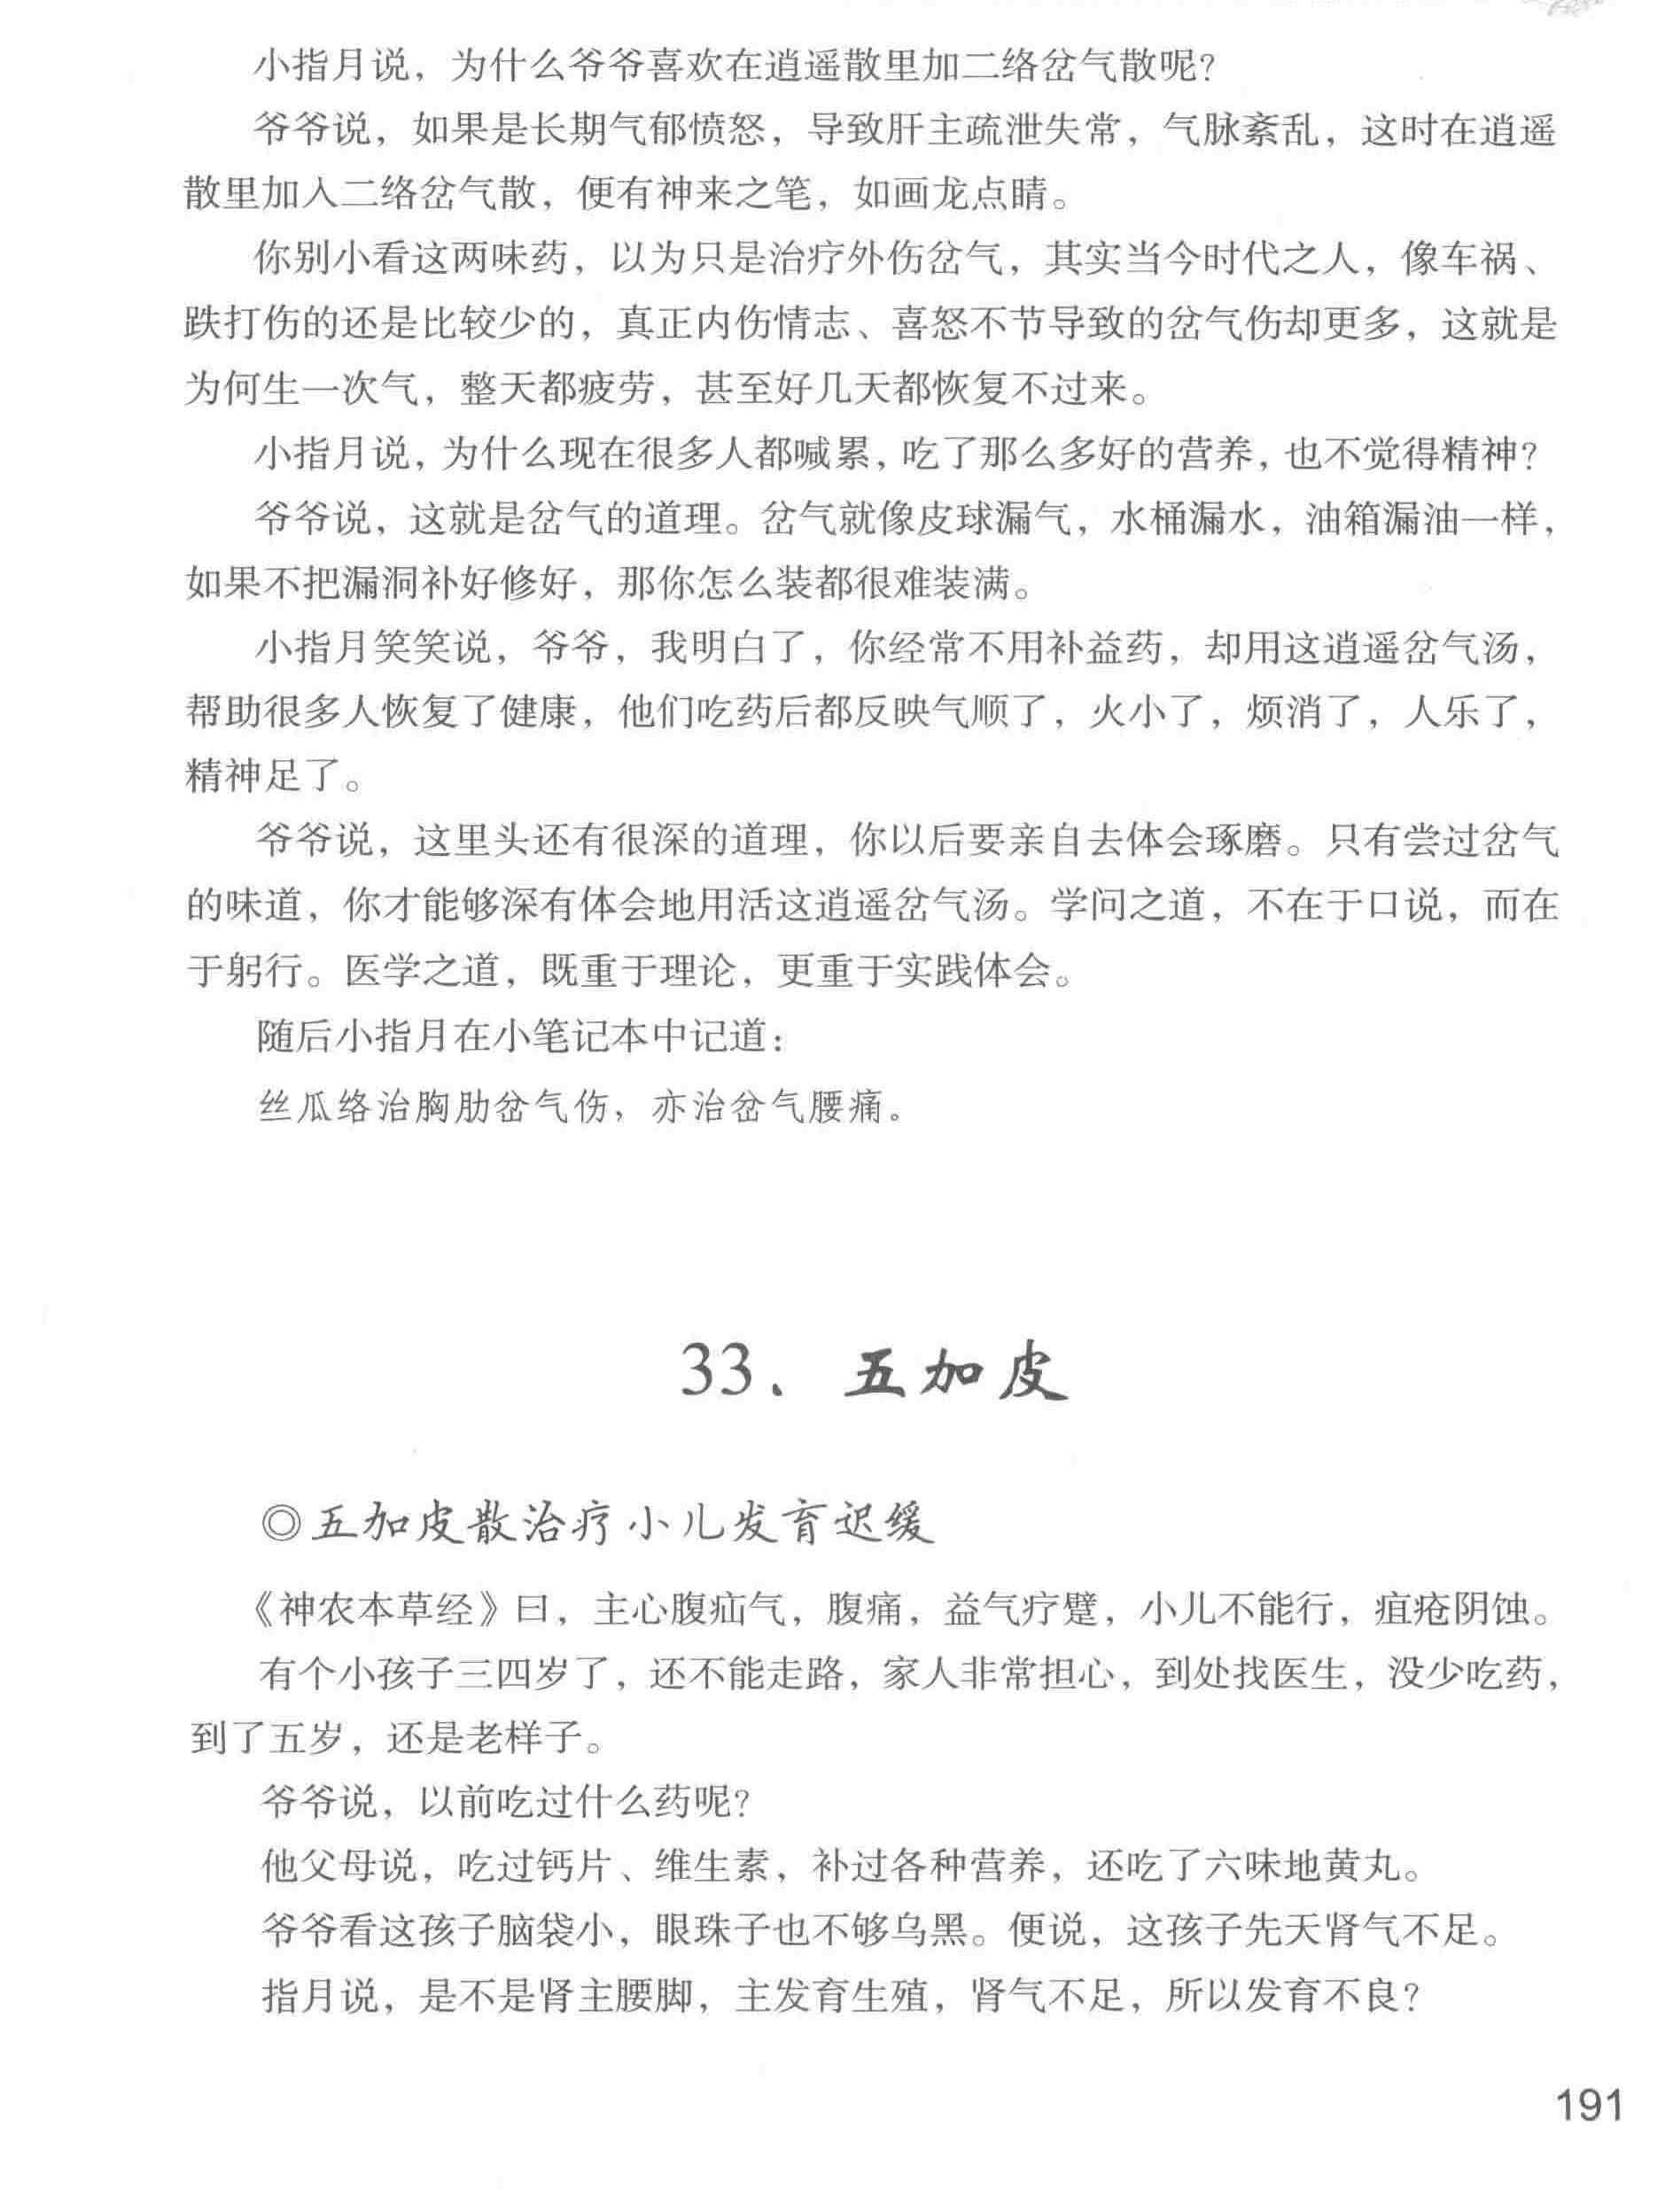 小指月说，为什么爷爷喜欢在逍遥散里加二络岔气散呢？
爷爷说，如果是长期气郁愤怒，导致肝主疏泄失常，气脉紊乱，这时在逍遥
散里加入二络岔气散，便有神来之笔，如画龙点睛。
你别小看这两味药，以为只是治疗外伤岔气，其实当今时代之人，像车祸、
跌打伤的还是比较少的，真正内伤情志、喜怒不节导致的岔气伤却更多，这就是
为何生一次气，整天都疲劳，甚至好几天都恢复不过来。
小指月说，为什么现在很多人都喊累，吃了那么多好的营养，也不觉得精神？
爷爷说，这就是岔气的道理。岔气就像皮球漏气，水桶漏水，油箱漏油一样，
如果不把漏洞补好修好，那你怎么装都很难装满。
小指月笑笑说，爷爷，我明白了，你经常不用补益药，却用这逍遥岔气汤，
帮助很多人恢复了健康，他们吃药后都反映气顺了，火小了，烦消了，人乐了，
精神足了。
爷爷说，这里头还有很深的道理，你以后要亲自去体会琢磨。只有尝过岔气
的味道，你才能够深有体会地用活这逍遥岔气汤。学问之道，不在于口说，而在
于躬行。医学之道，既重于理论，更重于实践体会。
随后小指月在小笔记本中记道：
丝瓜络治胸肋岔气伤，亦治岔气腰痛。
33、五加皮
◎五加皮散治疗小儿发育迟缓
《神农本草经》曰，主心腹疝气，腹痛，益气疗躄，小儿不能行，疽疮阴蚀。
有个小孩子三四岁了，还不能走路，家人非常担心，到处找医生，没少吃药，
到了五岁，还是老样子。
爷爷说，以前吃过什么药呢？
他父母说，吃过钙片、维生素，补过各种营养，还吃了六味地黄丸。
爷爷看这孩子脑袋小，眼珠子也不够乌黑。便说，这孩子先天肾气不足。
指月说，是不是肾主腰脚，主发育生殖，肾气不足，所以发育不良？
191